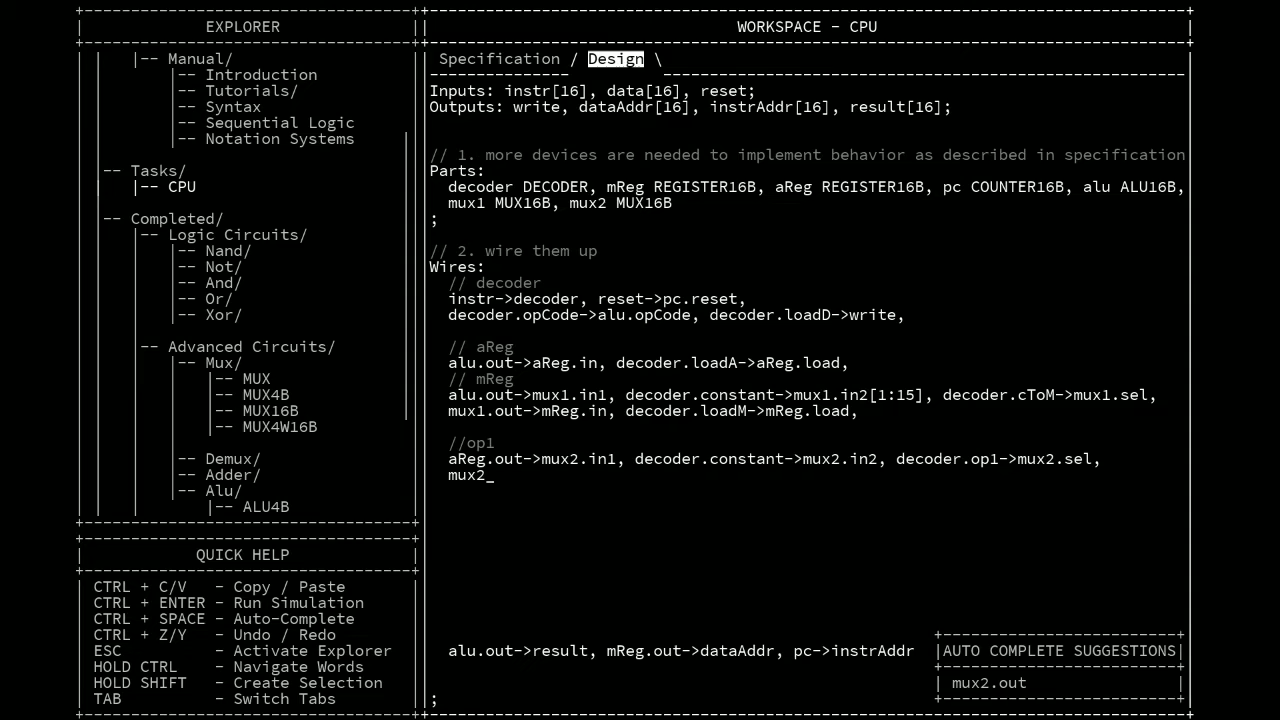 EXPLORER
Manual/
|-- Introduction
|-- Tutorials/
|-- Syntax
|-- Sequential Logic
|-- Notation Systems
|-- Tasks/
|-- CPU
|-- Completed/
|-- Logic Circuits/
|-- Nand/
|-- Not/
|-- And/
|-- Or/
|-- Xor/
|-- Advanced Circuits/
|-- Mux/
|-- MUX
|-- MUX4B
|-- MUX16B
|-- MUX4W16B
|-- Demux/
|-- Adder/
|-- Alu/
|-- ALU4B
QUICK HELP
CTRL + C/V - Copy / Paste
CTRL + ENTER - Run Simulation
CTRL + SPACE - Auto-Complete
CTRL + Z/Y - Undo / Redo
ESC - Activate Explorer
HOLD CTRL - Navigate Words
HOLD SHIFT - Create Selection
TAB - Switch Tabs
WORKSPACE - CPU
Specification / Design \
Inputs: instr[16], data[16], reset;
Outputs: write, dataAddr[16], instrAddr[16], result[16];
// 1. more devices are needed to implement behavior as described in specification
Parts:
decoder DECODER, mReg REGISTER16B, aReg REGISTER16B, pc COUNTER16B, alu ALU16B,
mux1 MUX16B, mux2 MUX16B
;
// 2. wire them up
Wires:
// decoder
instr->decoder, reset->pc.reset,
decoder.opCode->alu.opCode, decoder.loadD->write,
// aReg
alu.out->aReg.in, decoder.loadA->aReg.load,
// mReg
alu.out->mux1.in1, decoder.constant->mux1.in2[1:15], decoder.cToM->mux1.sel,
mux1.out->mReg.in, decoder.loadM->mReg.load,
//op1
aReg.out->mux2.in1, decoder.constant->mux2.in2, decoder.op1->mux2.sel,
mux2_
alu.out->result, mReg.out->dataAddr, pc->instrAddr
;
AUTO COMPLETE SUGGESTIONS
mux2.out